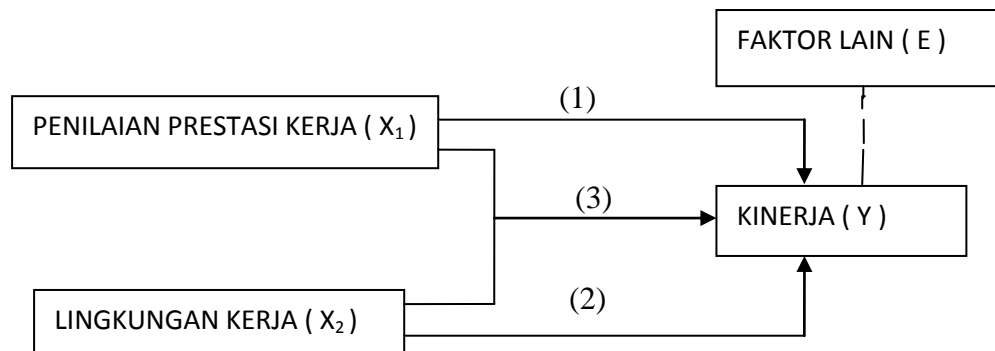 FAKTOR LAIN ( E )
(1)
PENILAIAN PRESTASI KERJA ( X₁ )
(3)
KINERJA ( Y )
(2)
LINGKUNGAN KERJA ( X₂ )